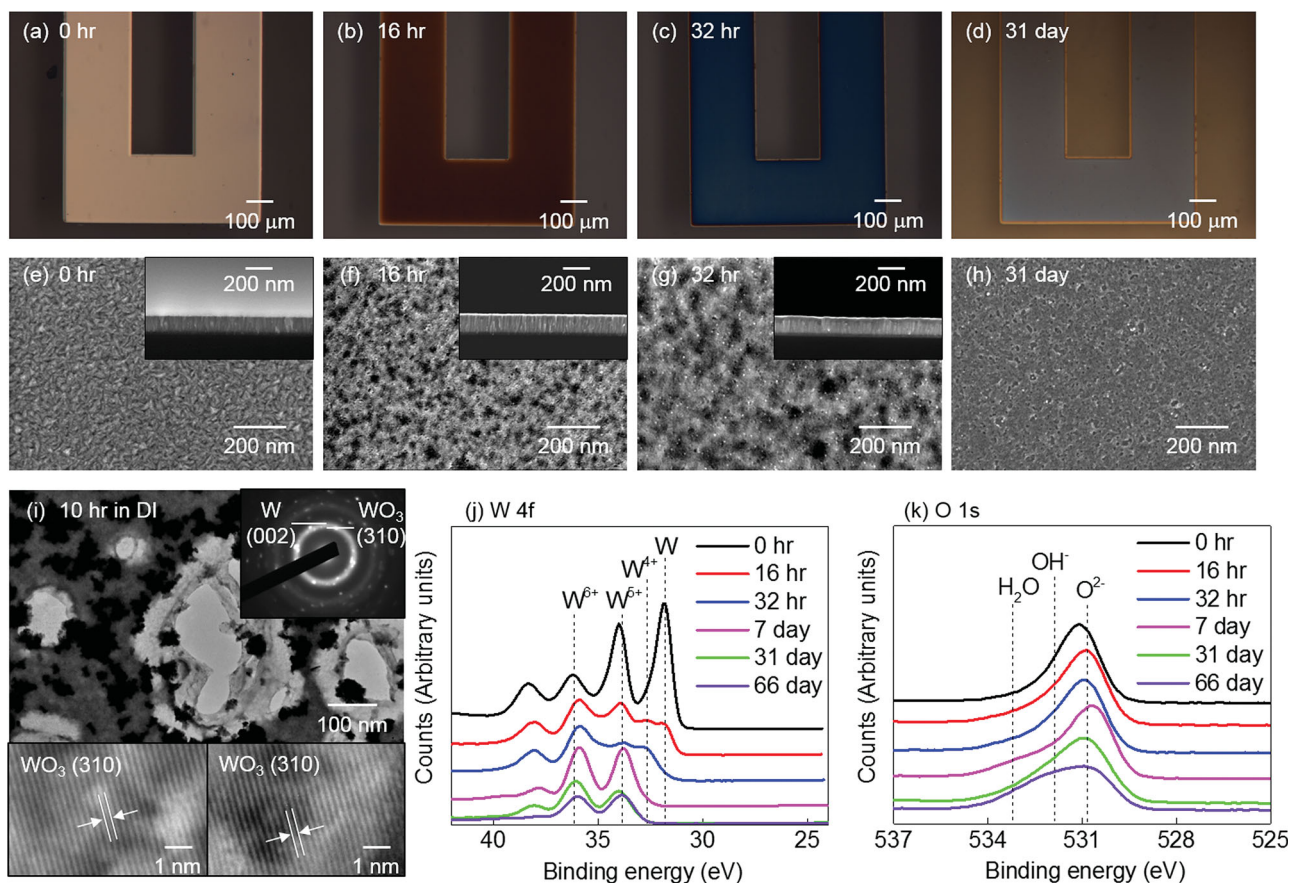 (a) 0 hr
100 μm
(b) 16 hr
100 μm
(c) 32 hr
100 μm
(d) 31 day
100 μm
(e) 0 hr
200 nm
200 nm
(f) 16 hr
200 nm
200 nm
(g) 32 hr
200 nm
200 nm
(h) 31 day
200 nm
(i) 10 hr in DI
W
(002)
WO₃
(310)
100 nm
WO₃ (310)
1 nm
WO₃ (310)
1 nm
(j) W 4f
W⁶⁺
W⁵⁺
W⁴⁺
W
0 hr
16 hr
32 hr
7 day
31 day
66 day
Counts (Arbitrary units)
40 35 30 25
Binding energy (eV)
(k) O 1s
H₂O
OH⁻
O²⁻
0 hr
16 hr
32 hr
7 day
31 day
66 day
Counts (Arbitrary units)
537 534 531 528 525
Binding energy (eV)